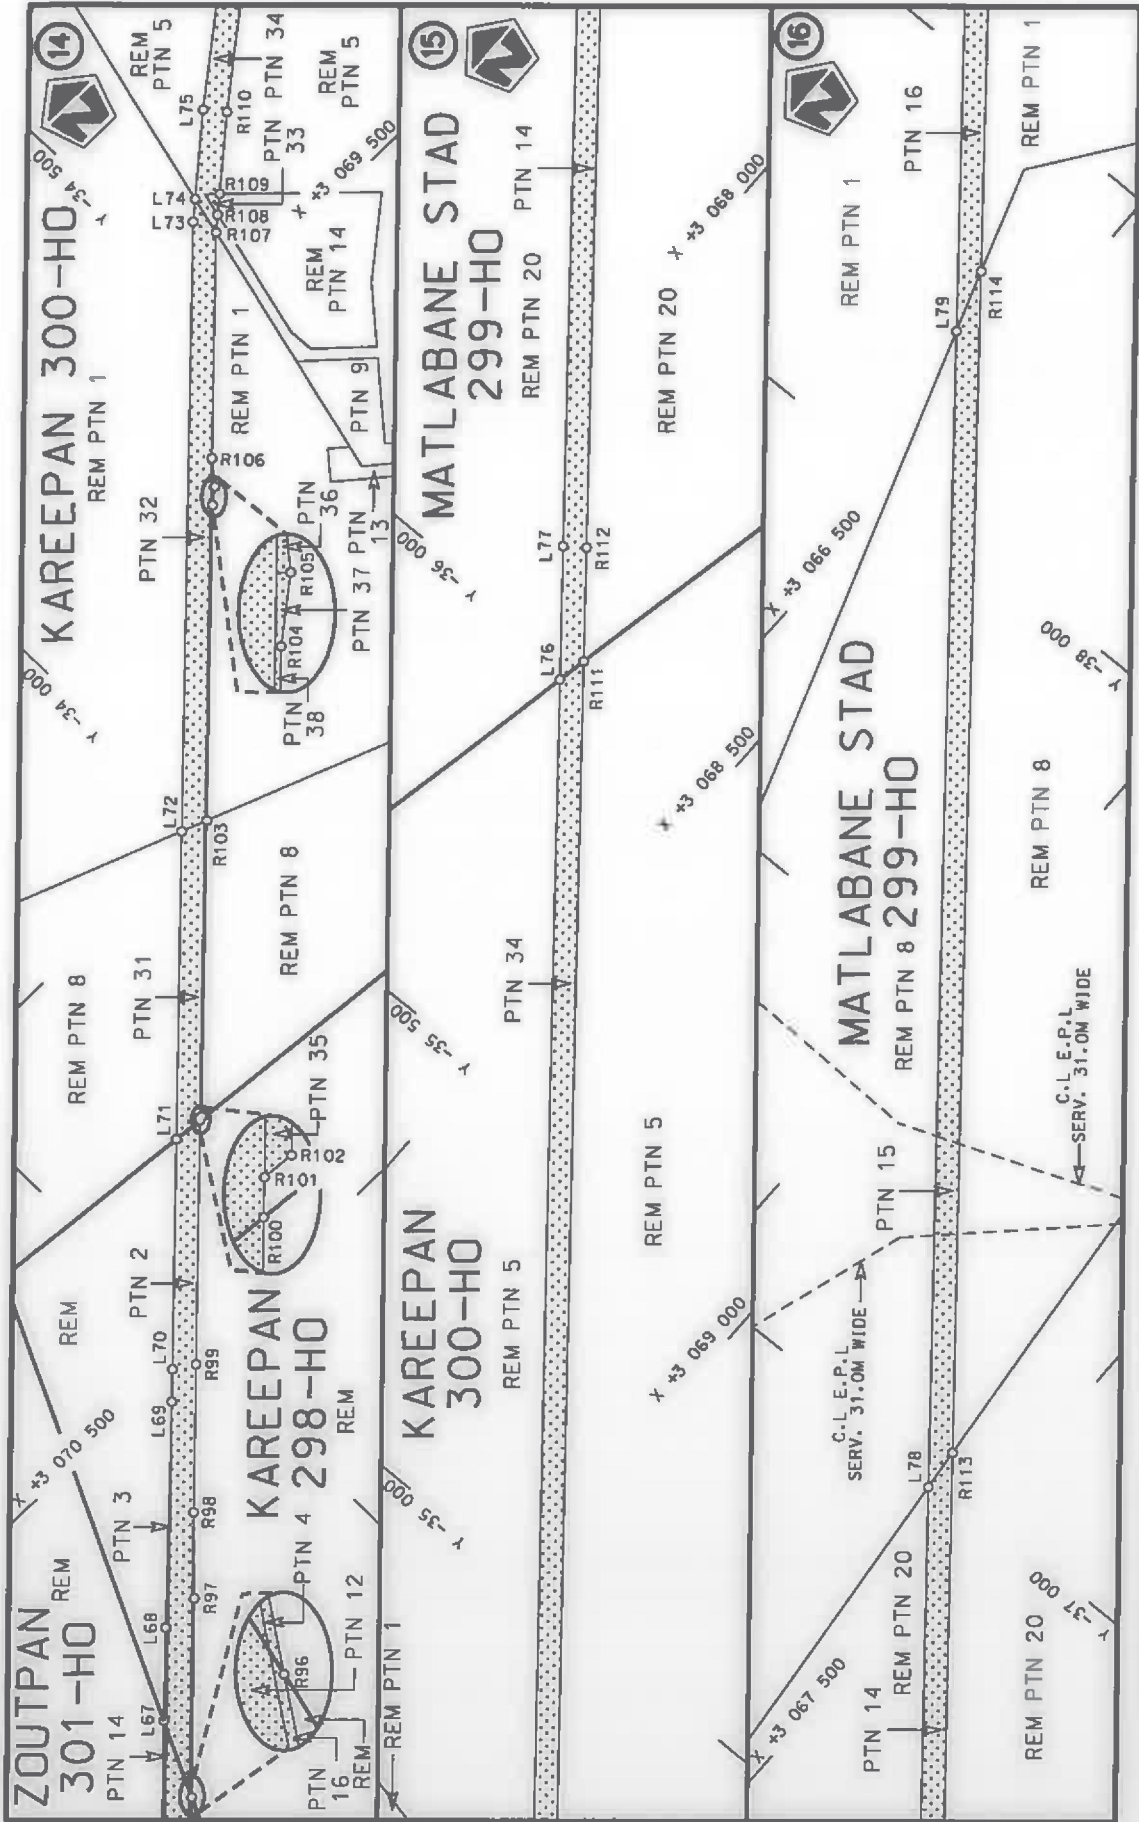 14
ZOUTPAN
301-HO
REM
PTN 14
L67
L68
PTN 3
X +3 070 500
L69
L70
REM
PTN 2
L71
REM PTN 8
PTN 31
L72
Y -34 000
PTN 32
KAREEPAN 300-HO
REM PTN 1
Y -34 500
L73
L74
L75
REM
PTN 5
PTN 34
R110
REM
PTN 5
PTN
33
R109
R108
R107
X +3 069 500
REM
PTN 14
REM PTN 1
PTN 9
R106
PTN
13
PTN
36
R105
PTN 37
R104
PTN
38
R103
REM PTN 8
PTN 35
R102
R101
R100
R99
KAREEPAN
298-HO
REM
R98
R97
PTN 4
R96
PTN 12
PTN
16
REM
REM PTN 1
15
KAREEPAN
300-HO
REM PTN 5
Y -35 000
Y -35 500
PTN 34
L76
L77
R111
R112
Y -36 000
MATLABANE STAD
299-HO
REM PTN 20
PTN 14
REM PTN 20
X +3 068 000
X +3 068 500
REM PTN 5
X +3 069 000
16
X +3 067 500
PTN 14
REM PTN 20
L78
R113
REM PTN 20
Y -37 000
C.L E.P.L
SERV. 31.0M WIDE
PTN 15
C.L E.P.L
SERV. 31.0M WIDE
MATLABANE STAD
299-HO
REM PTN 8
REM PTN 8
Y -38 000
X +3 066 500
L79
R114
REM PTN 1
PTN 16
REM PTN 1